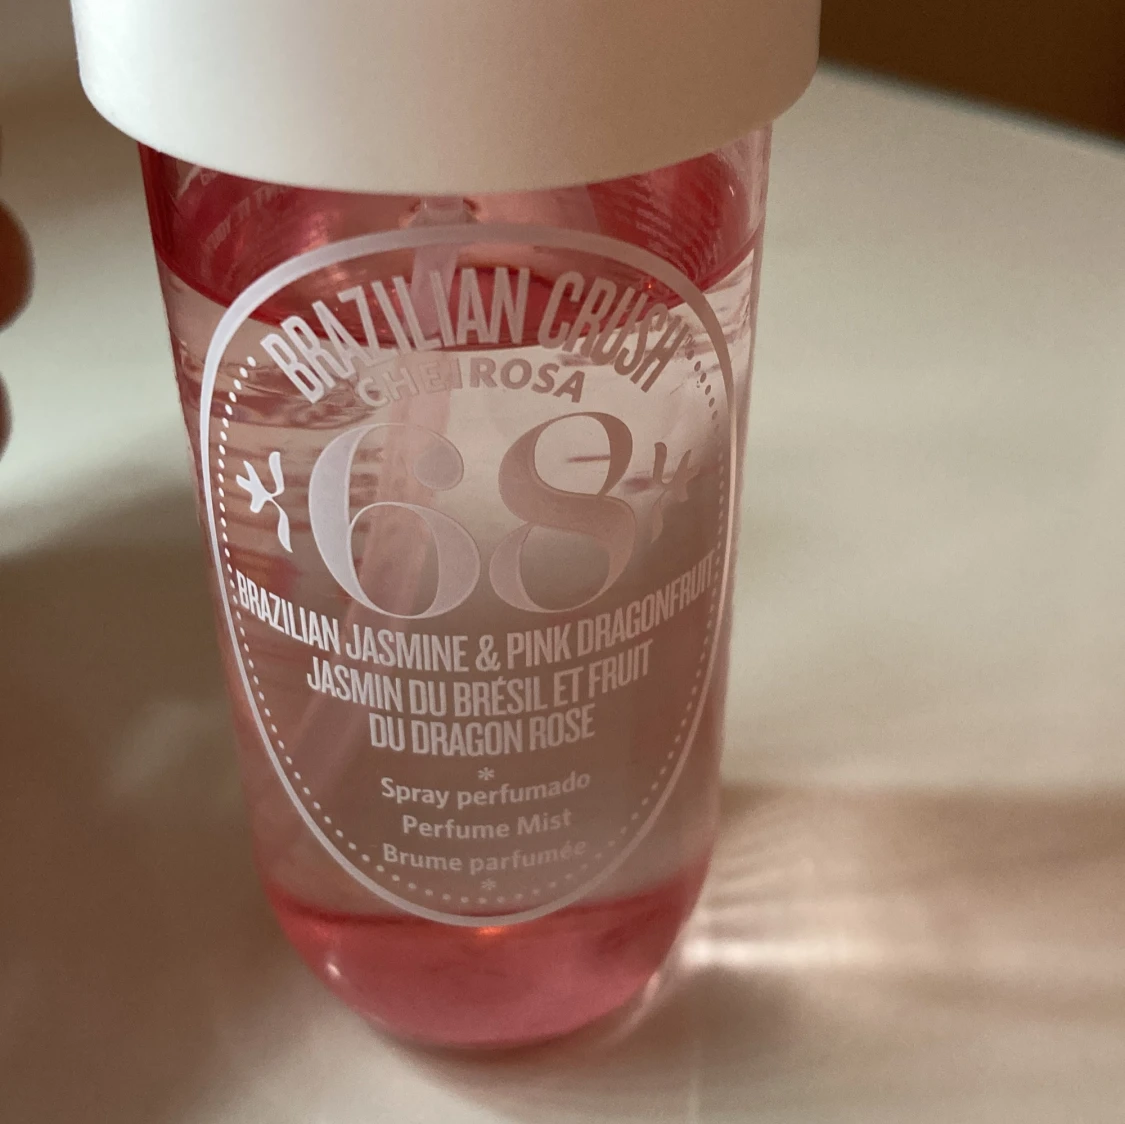 BRAZILIAN CRUSH
CHEIROSA
68
BRAZILIAN JASMINE & PINK DRAGONFRUIT
JASMIN DU BRÉSIL ET FRUIT
DU DRAGON ROSE
*
Spray perfumado
Perfume Mist
Brume parfumée
*